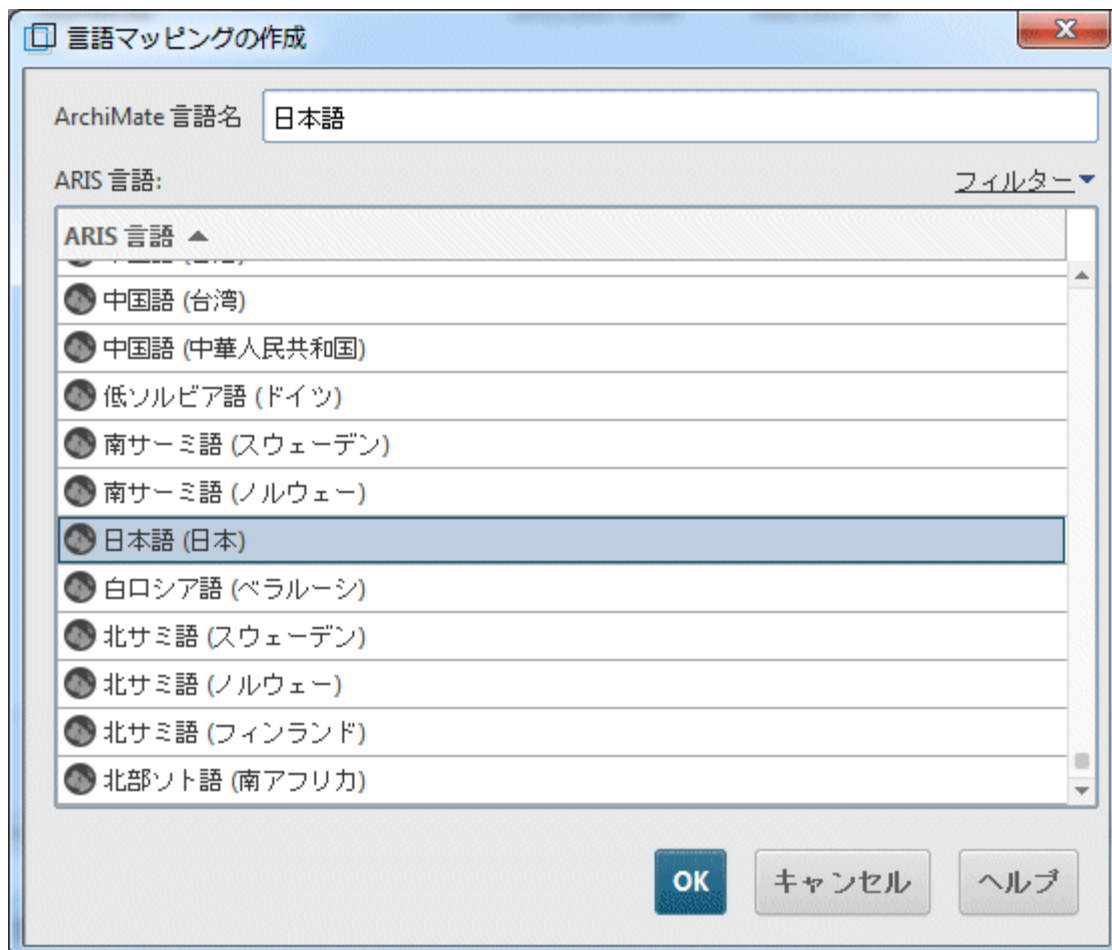 言語マッピングの作成
ArchiMate 言語名 日本語
ARIS 言語: フィルター
ARIS 言語
中国語 (台湾)
中国語 (中華人民共和国)
低ソルビア語 (ドイツ)
南サーミ語 (スウェーデン)
南サーミ語 (ノルウェー)
日本語 (日本)
白ロシア語 (ベラルーシ)
北サミ語 (スウェーデン)
北サミ語 (ノルウェー)
北サミ語 (フィンランド)
北部ソト語 (南アフリカ)
OK キャンセル ヘルプ